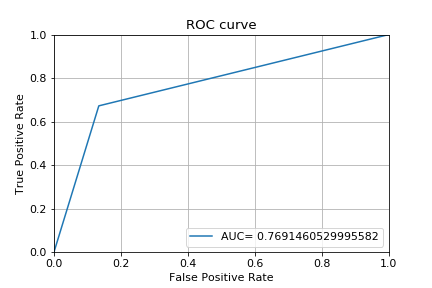 ROC curve
1.0
0.8
0.6
0.4
0.2
0.0
True Positive Rate
AUC= 0.7691460529995582
0.0 0.2 0.4 0.6 0.8 1.0
False Positive Rate